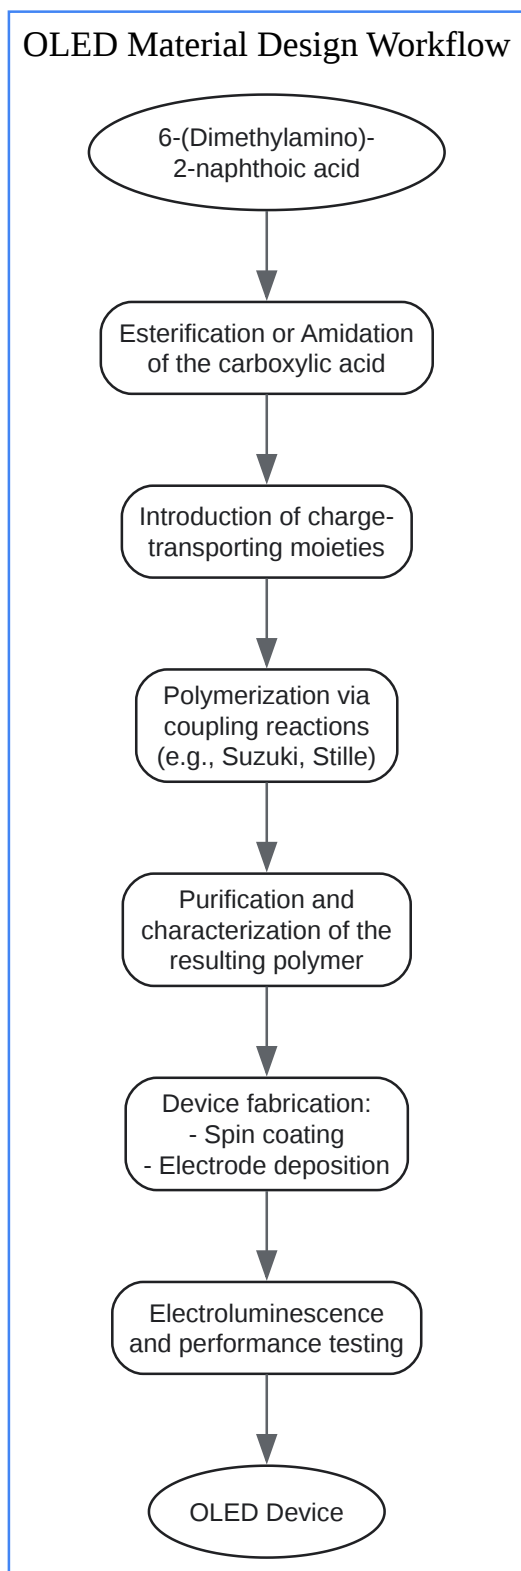 OLED Material Design Workflow
6-(Dimethylamino)-
2-naphthoic acid
Esterification or Amidation
of the carboxylic acid
Introduction of charge-
transporting moieties
Polymerization via
coupling reactions
(e.g., Suzuki, Stille)
Purification and
characterization of the
resulting polymer
Device fabrication:
- Spin coating
- Electrode deposition
Electroluminescence
and performance testing
OLED Device